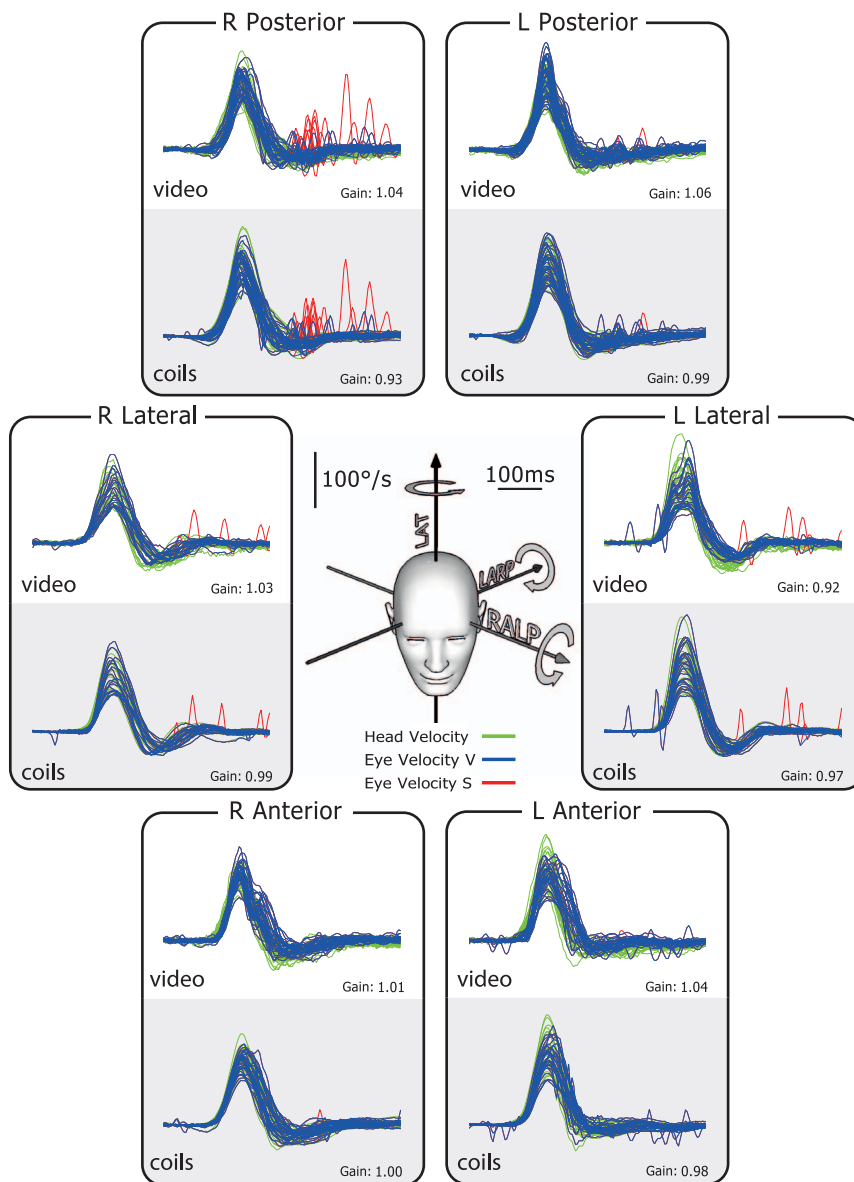 R Posterior
L Posterior
video
Gain: 1.04
video
Gain: 1.06
coils
Gain: 0.93
coils
Gain: 0.99
R Lateral
L Lateral
100°/s
100ms
LAT
LARP
RALP
video
Gain: 1.03
video
Gain: 0.92
Head Velocity
Eye Velocity V
Eye Velocity S
coils
Gain: 0.99
coils
Gain: 0.97
R Anterior
L Anterior
video
Gain: 1.01
video
Gain: 1.04
coils
Gain: 1.00
coils
Gain: 0.98